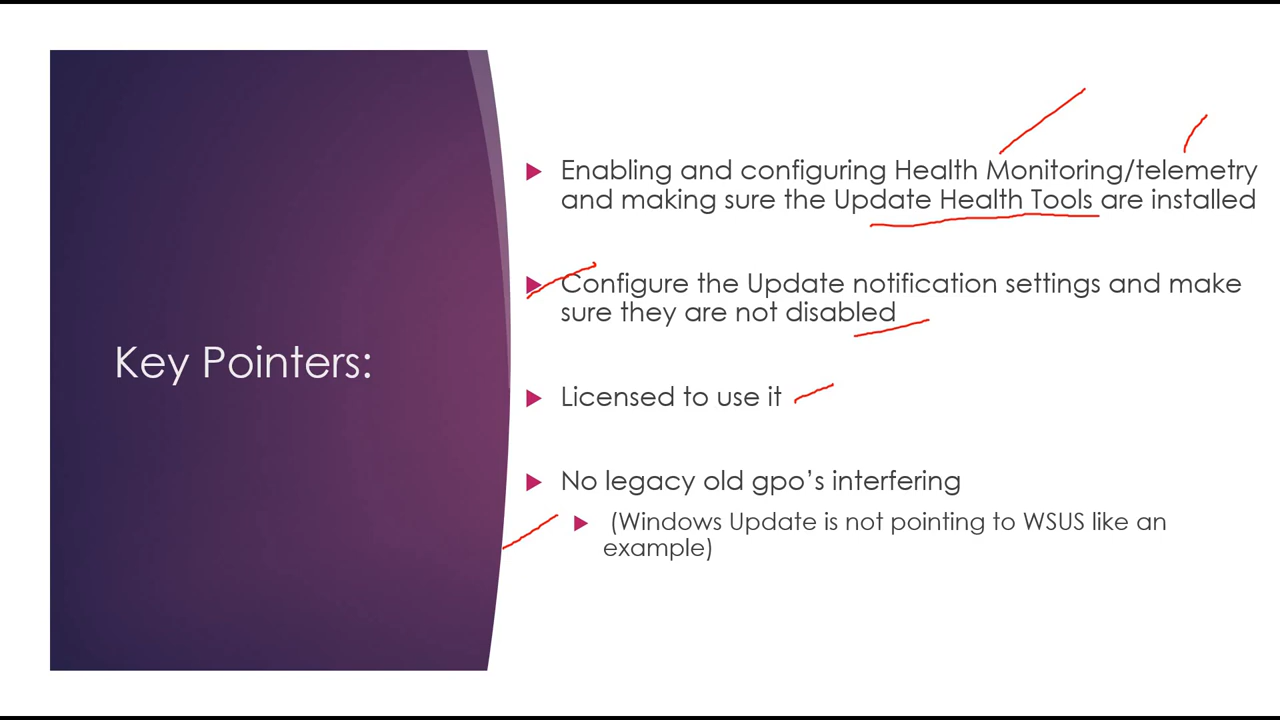 Key Pointers:
Enabling and configuring Health Monitoring/telemetry
and making sure the Update Health Tools are installed
Configure the Update notification settings and make
sure they are not disabled
Licensed to use it
No legacy old gpo’s interfering
(Windows Update is not pointing to WSUS like an
example)